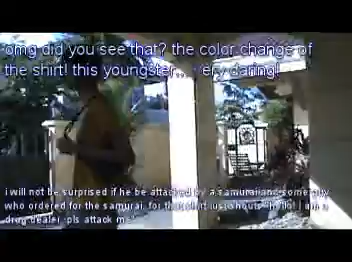 omg did you see that? the color change of
the shirt! this youngster... very daring!
i will not be surprised if he be attacked by a samurai and
who ordered for the samurai. for that shirt just shouts "hello! i am a
drug dealer. pls attack me"